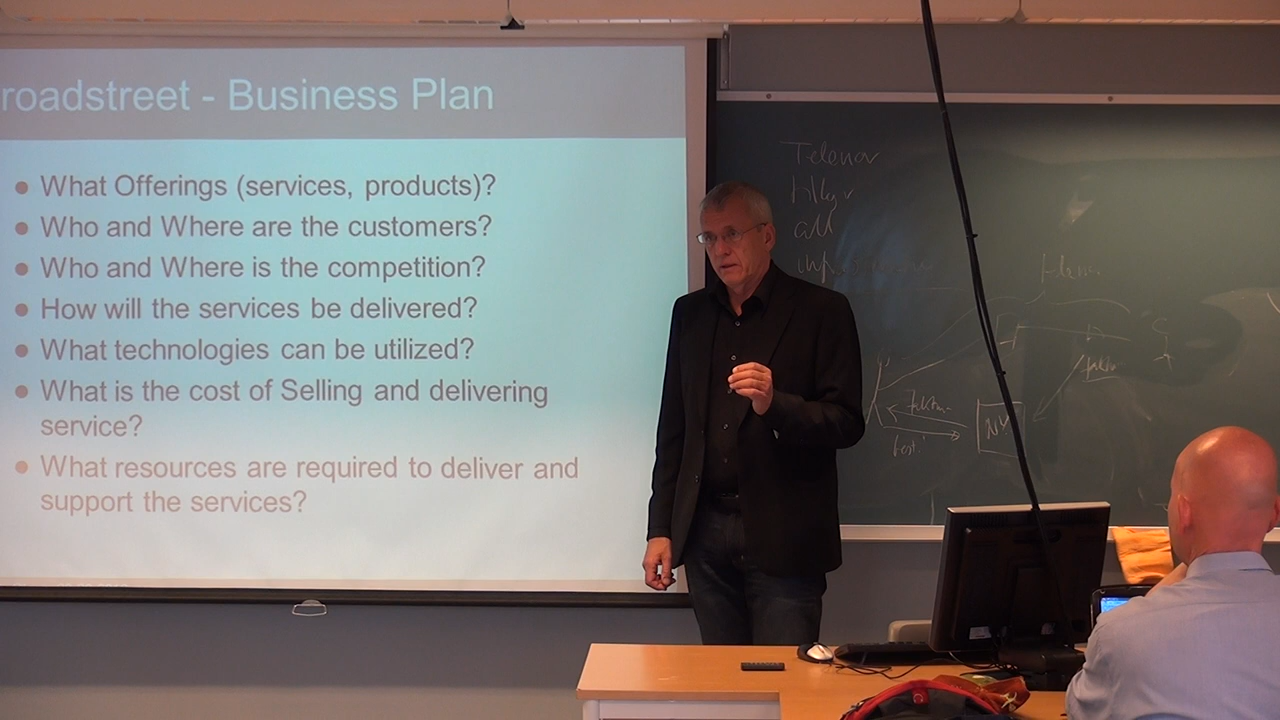 roadstreet - Business Plan
● What Offerings (services, products)?
● Who and Where are the customers?
● Who and Where is the competition?
● How will the services be delivered?
● What technologies can be utilized?
● What is the cost of Selling and delivering
service?
● What resources are required to deliver and
support the services?
Telenor